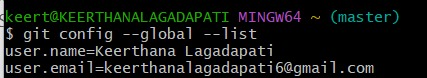 keert@KEERTHANALAGADAPATI MINGW64 ~ (master)
$ git config --global --list
user.name=Keerthana Lagadapati
user.email=keerthanalagadapati6@gmail.com